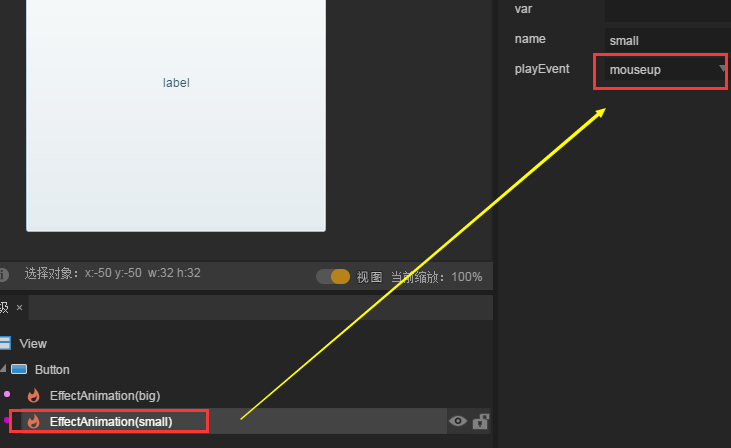 var
name small
playEvent mouseup
label
选择对象: x:-50 y:-50 w:32 h:32
视图 当前缩放: 100%
级 ×
View
Button
EffectAnimation(big)
EffectAnimation(small)